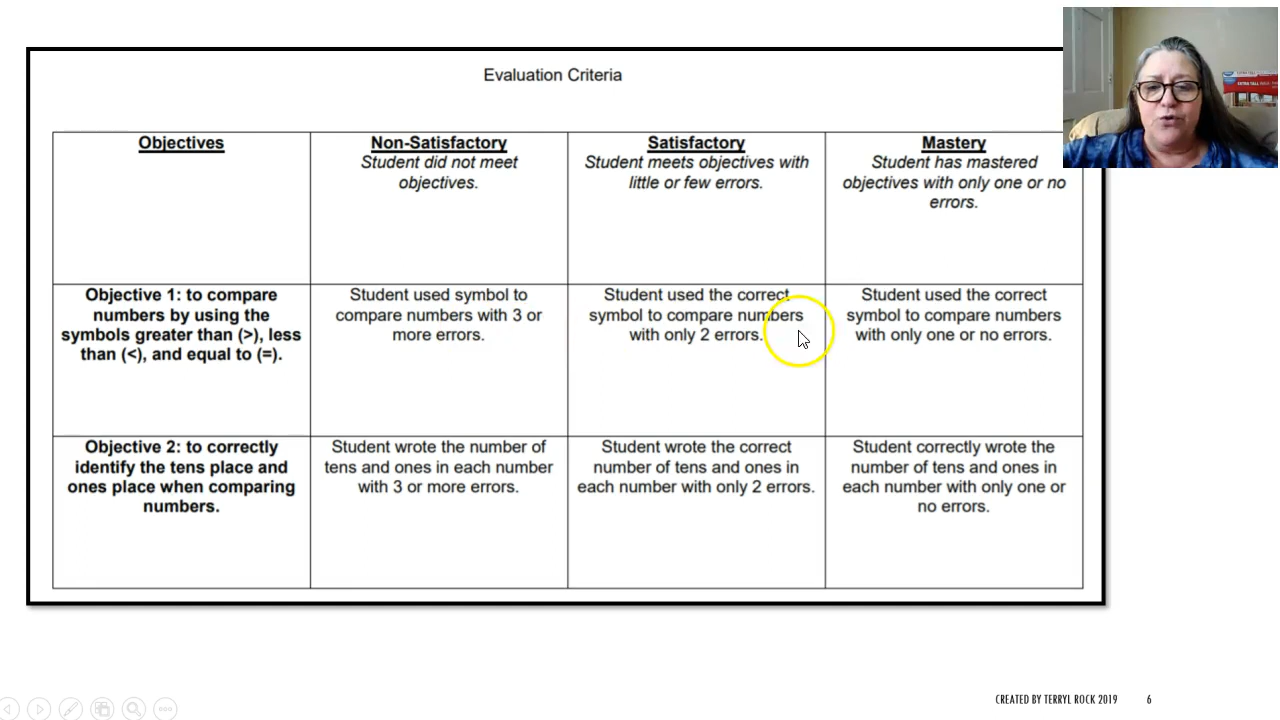 Evaluation Criteria
Objectives
Non-Satisfactory
Student did not meet
objectives.
Satisfactory
Student meets objectives with
little or few errors.
Mastery
Student has mastered
objectives with only one or no
errors.
Objective 1: to compare
numbers by using the
symbols greater than (>), less
than (<), and equal to (=).
Student used symbol to
compare numbers with 3 or
more errors.
Student used the correct
symbol to compare numbers
with only 2 errors.
Student used the correct
symbol to compare numbers
with only one or no errors.
Objective 2: to correctly
identify the tens place and
ones place when comparing
numbers.
Student wrote the number of
tens and ones in each number
with 3 or more errors.
Student wrote the correct
number of tens and ones in
each number with only 2 errors.
Student correctly wrote the
number of tens and ones in
each number with only one or
no errors.
CREATED BY TERRYL ROCK 2019 6